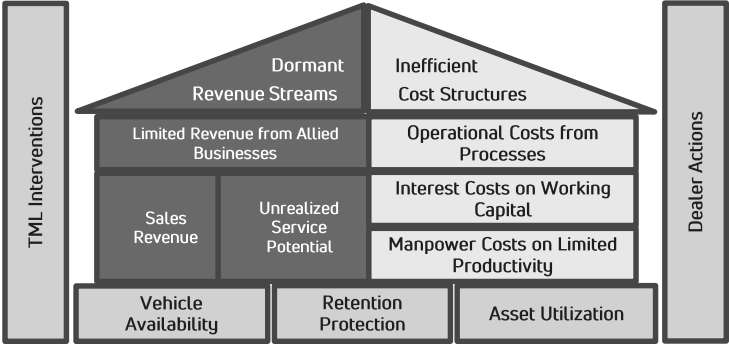 TML Interventions
Dormant
Revenue Streams
Inefficient
Cost Structures
Limited Revenue from Allied
Businesses
Operational Costs from
Processes
Sales
Revenue
Unrealized
Service
Potential
Interest Costs on Working
Capital
Manpower Costs on Limited
Productivity
Vehicle
Availability
Retention
Protection
Asset Utilization
Dealer Actions